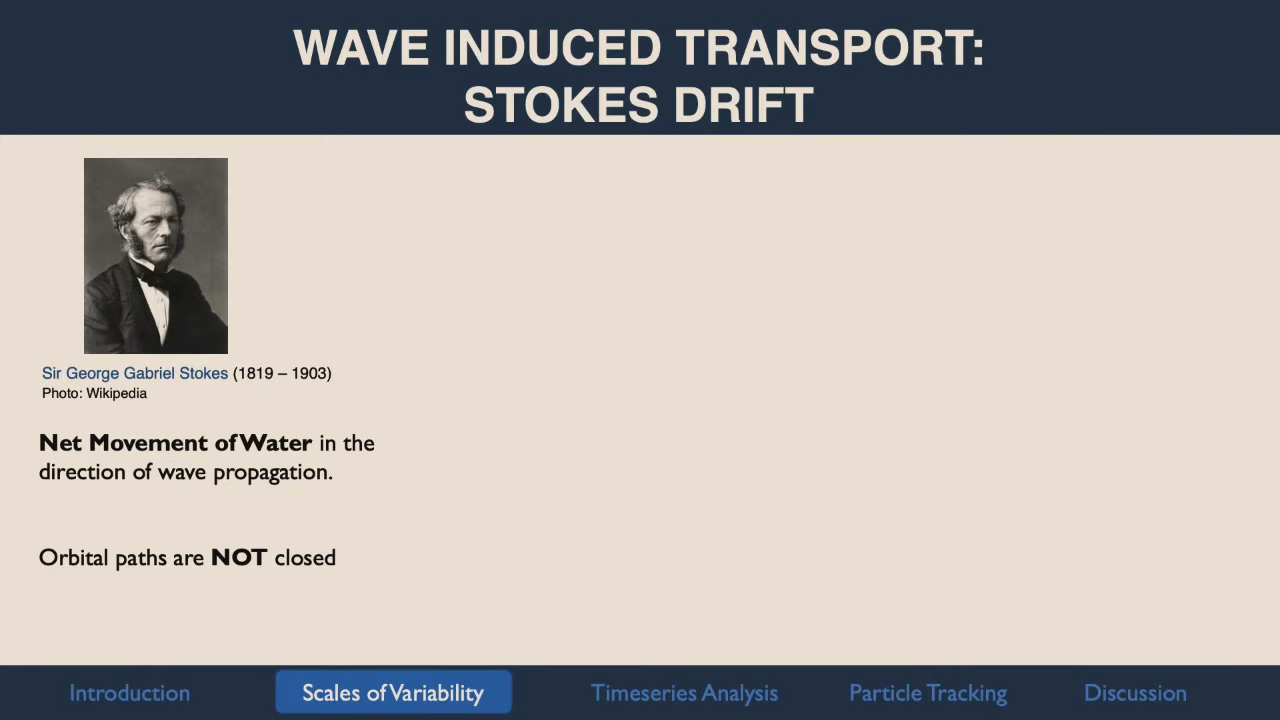 WAVE INDUCED TRANSPORT:
STOKES DRIFT
Sir George Gabriel Stokes (1819 – 1903)
Photo: Wikipedia
Net Movement of Water in the
direction of wave propagation.
Orbital paths are NOT closed
Introduction
Scales of Variability
Timeseries Analysis
Particle Tracking
Discussion